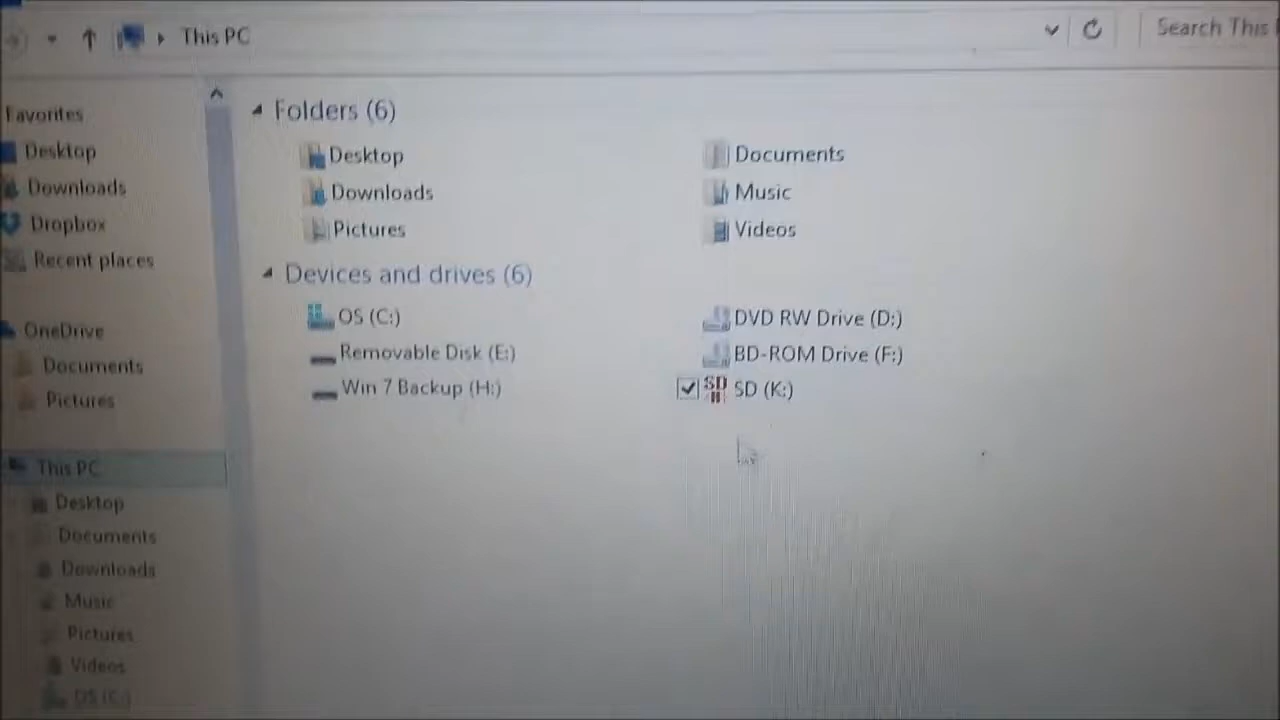 This PC
Search This
Favorites
Desktop
Downloads
Dropbox
Recent places
OneDrive
Documents
Pictures
This PC
Desktop
Documents
Downloads
Music
Pictures
Videos
OS (C:)
Folders (6)
Desktop
Documents
Downloads
Music
Pictures
Videos
Devices and drives (6)
OS (C:)
DVD RW Drive (D:)
Removable Disk (E:)
BD-ROM Drive (F:)
Win 7 Backup (H:)
SD SD (K:)